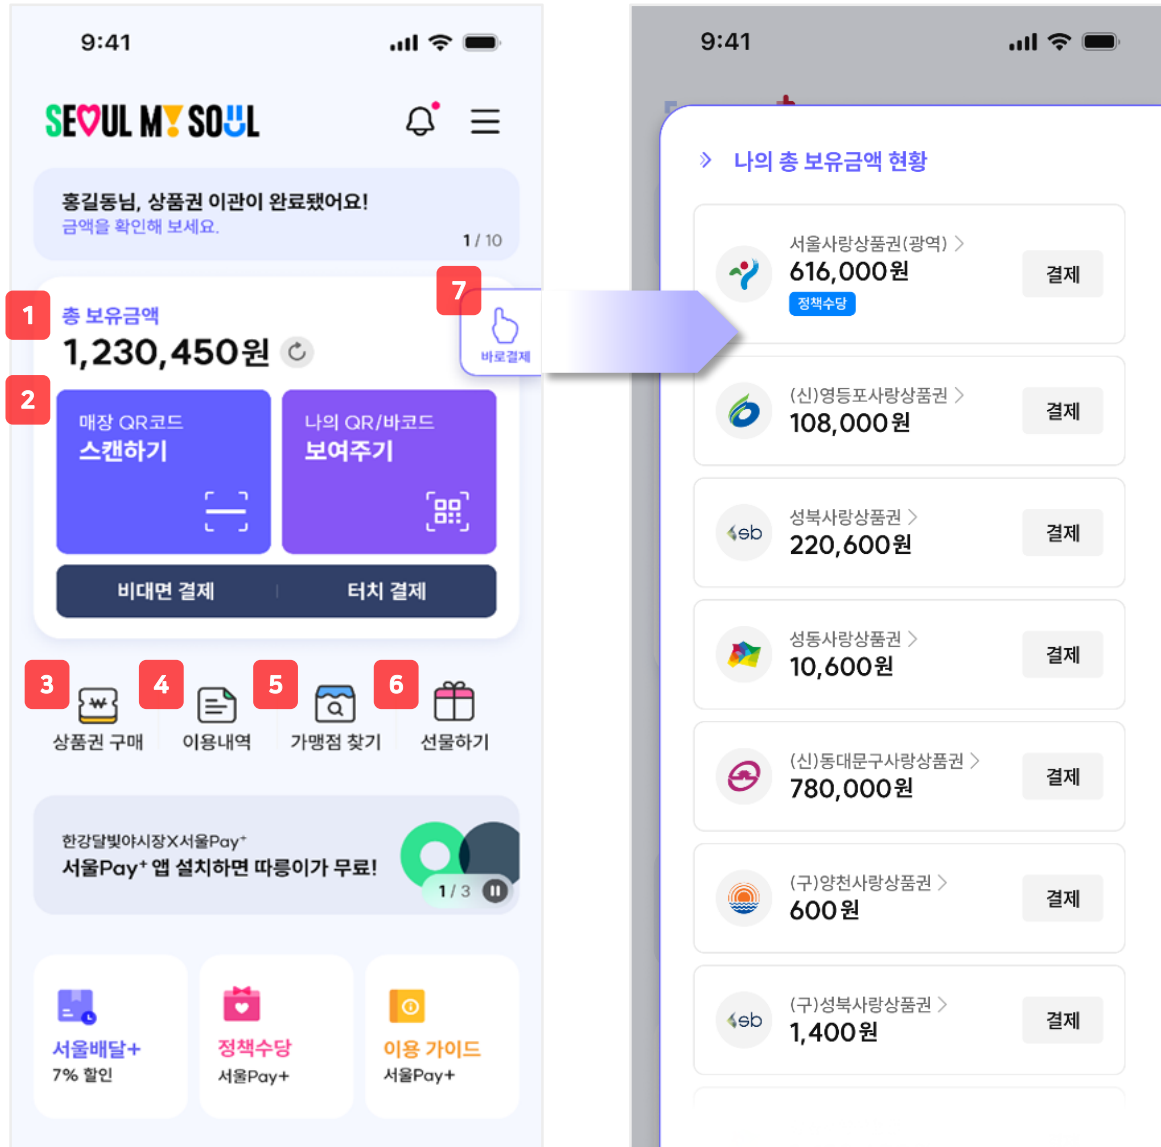 9:41
SEOUL MY SOUL
홍길동님, 상품권 이관이 완료됐어요!
금액을 확인해 보세요.
1 / 10
7
바로결제
1
총 보유금액
1,230,450원
2
매장 QR코드
스캔하기
나의 QR/바코드
보여주기
비대면 결제
터치 결제
3
상품권 구매
4
이용내역
5
가맹점 찾기
6
선물하기
한강달빛야시장X서울Pay+
서울Pay+ 앱 설치하면 따릉이가 무료!
1 / 3
서울배달+
7% 할인
정책수당
서울Pay+
이용 가이드
서울Pay+
9:41
나의 총 보유금액 현황
서울사랑상품권(광역)
616,000원
정책수당
결제
(신)영등포사랑상품권
108,000원
결제
sb
성북사랑상품권
220,600원
결제
성동사랑상품권
10,600원
결제
(신)동대문구사랑상품권
780,000원
결제
(구)양천사랑상품권
600원
결제
sb
(구)성북사랑상품권
1,400원
결제